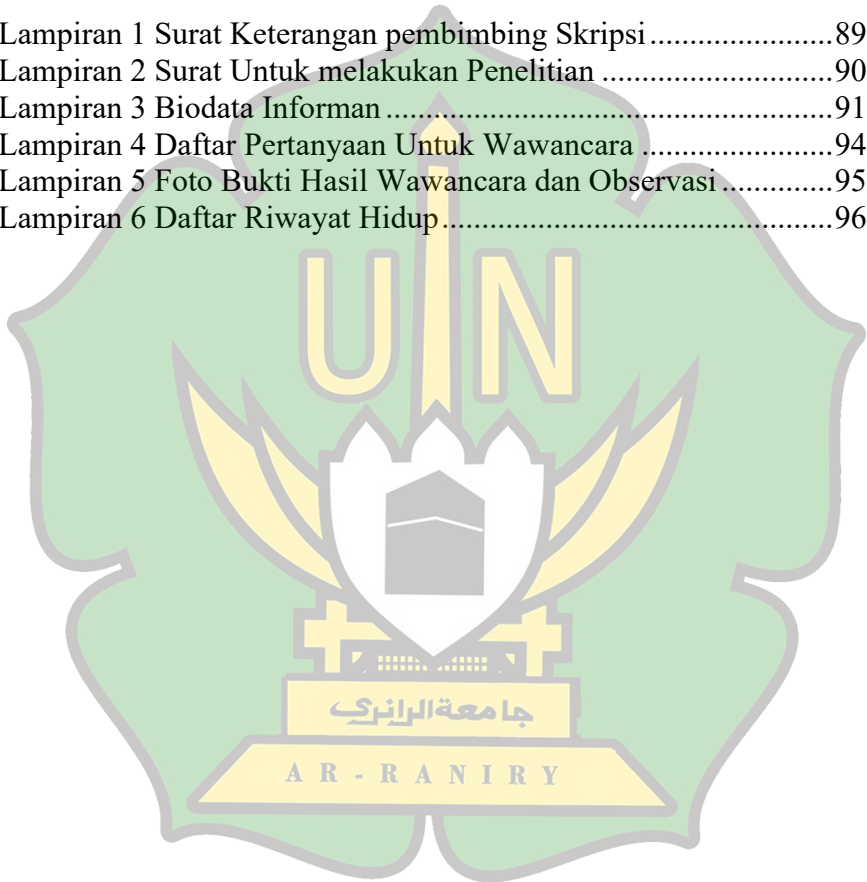 Lampiran 1 Surat Keterangan pembimbing Skripsi.....................89
Lampiran 2 Surat Untuk melakukan Penelitian ..........................90
Lampiran 3 Biodata Informan...................................................91
Lampiran 4 Daftar Pertanyaan Untuk Wawancara ......................94
Lampiran 5 Foto Bukti Hasil Wawancara dan Observasi.............95
Lampiran 6 Daftar Riwayat Hidup.............................................96
UIN
جامعةالرانري
AR-RANIRY